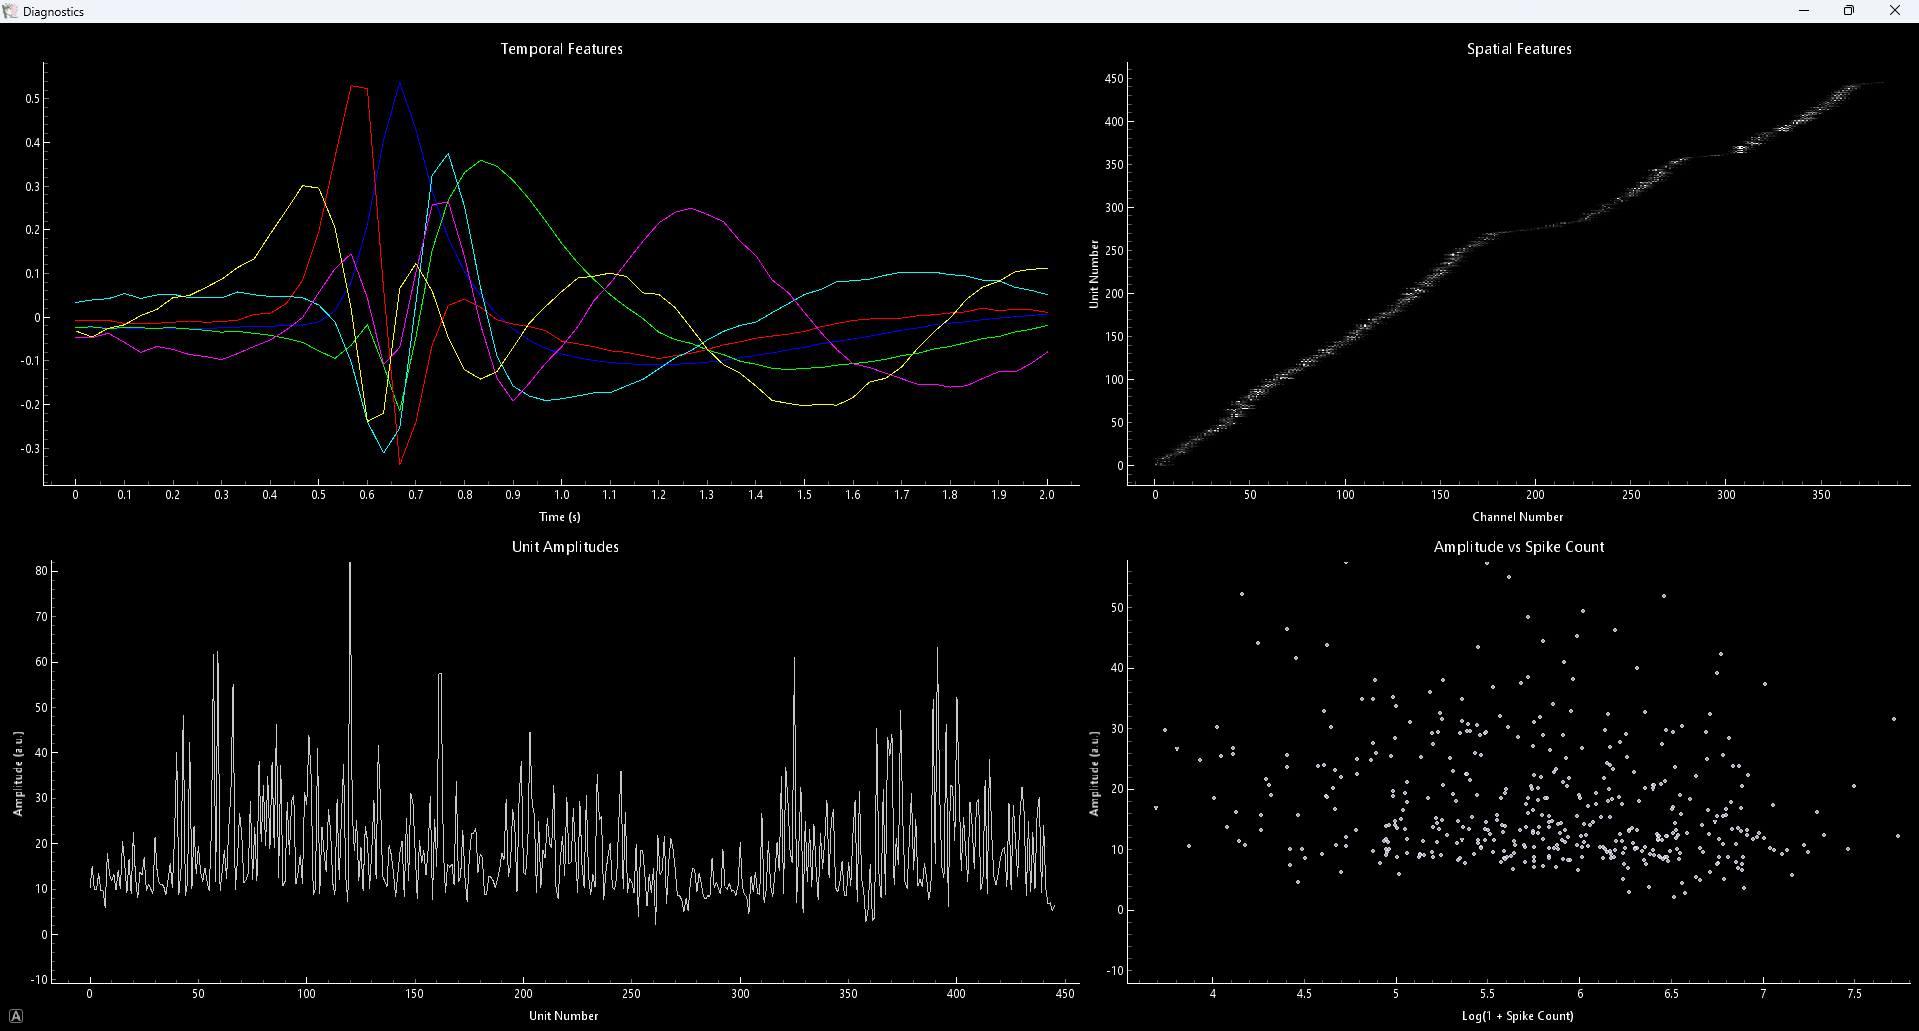 Diagnostics
Temporal Features
0.5
0.4
0.3
0.2
0.1
0
-0.1
-0.2
-0.3
0 0.1 0.2 0.3 0.4 0.5 0.6 0.7 0.8 0.9 1.0 1.1 1.2 1.3 1.4 1.5 1.6 1.7 1.8 1.9 2.0
Time (s)
Spatial Features
Unit Number
450
400
350
300
250
200
150
100
50
0
0 50 100 150 200 250 300 350
Channel Number
Unit Amplitudes
Amplitude (a.u.)
80
70
60
50
40
30
20
10
0
-10
0 50 100 150 200 250 300 350 400 450
Unit Number
Amplitude vs Spike Count
Amplitude (a.u.)
50
40
30
20
10
0
-10
4 4.5 5 5.5 6 6.5 7 7.5
Log(1 + Spike Count)
A